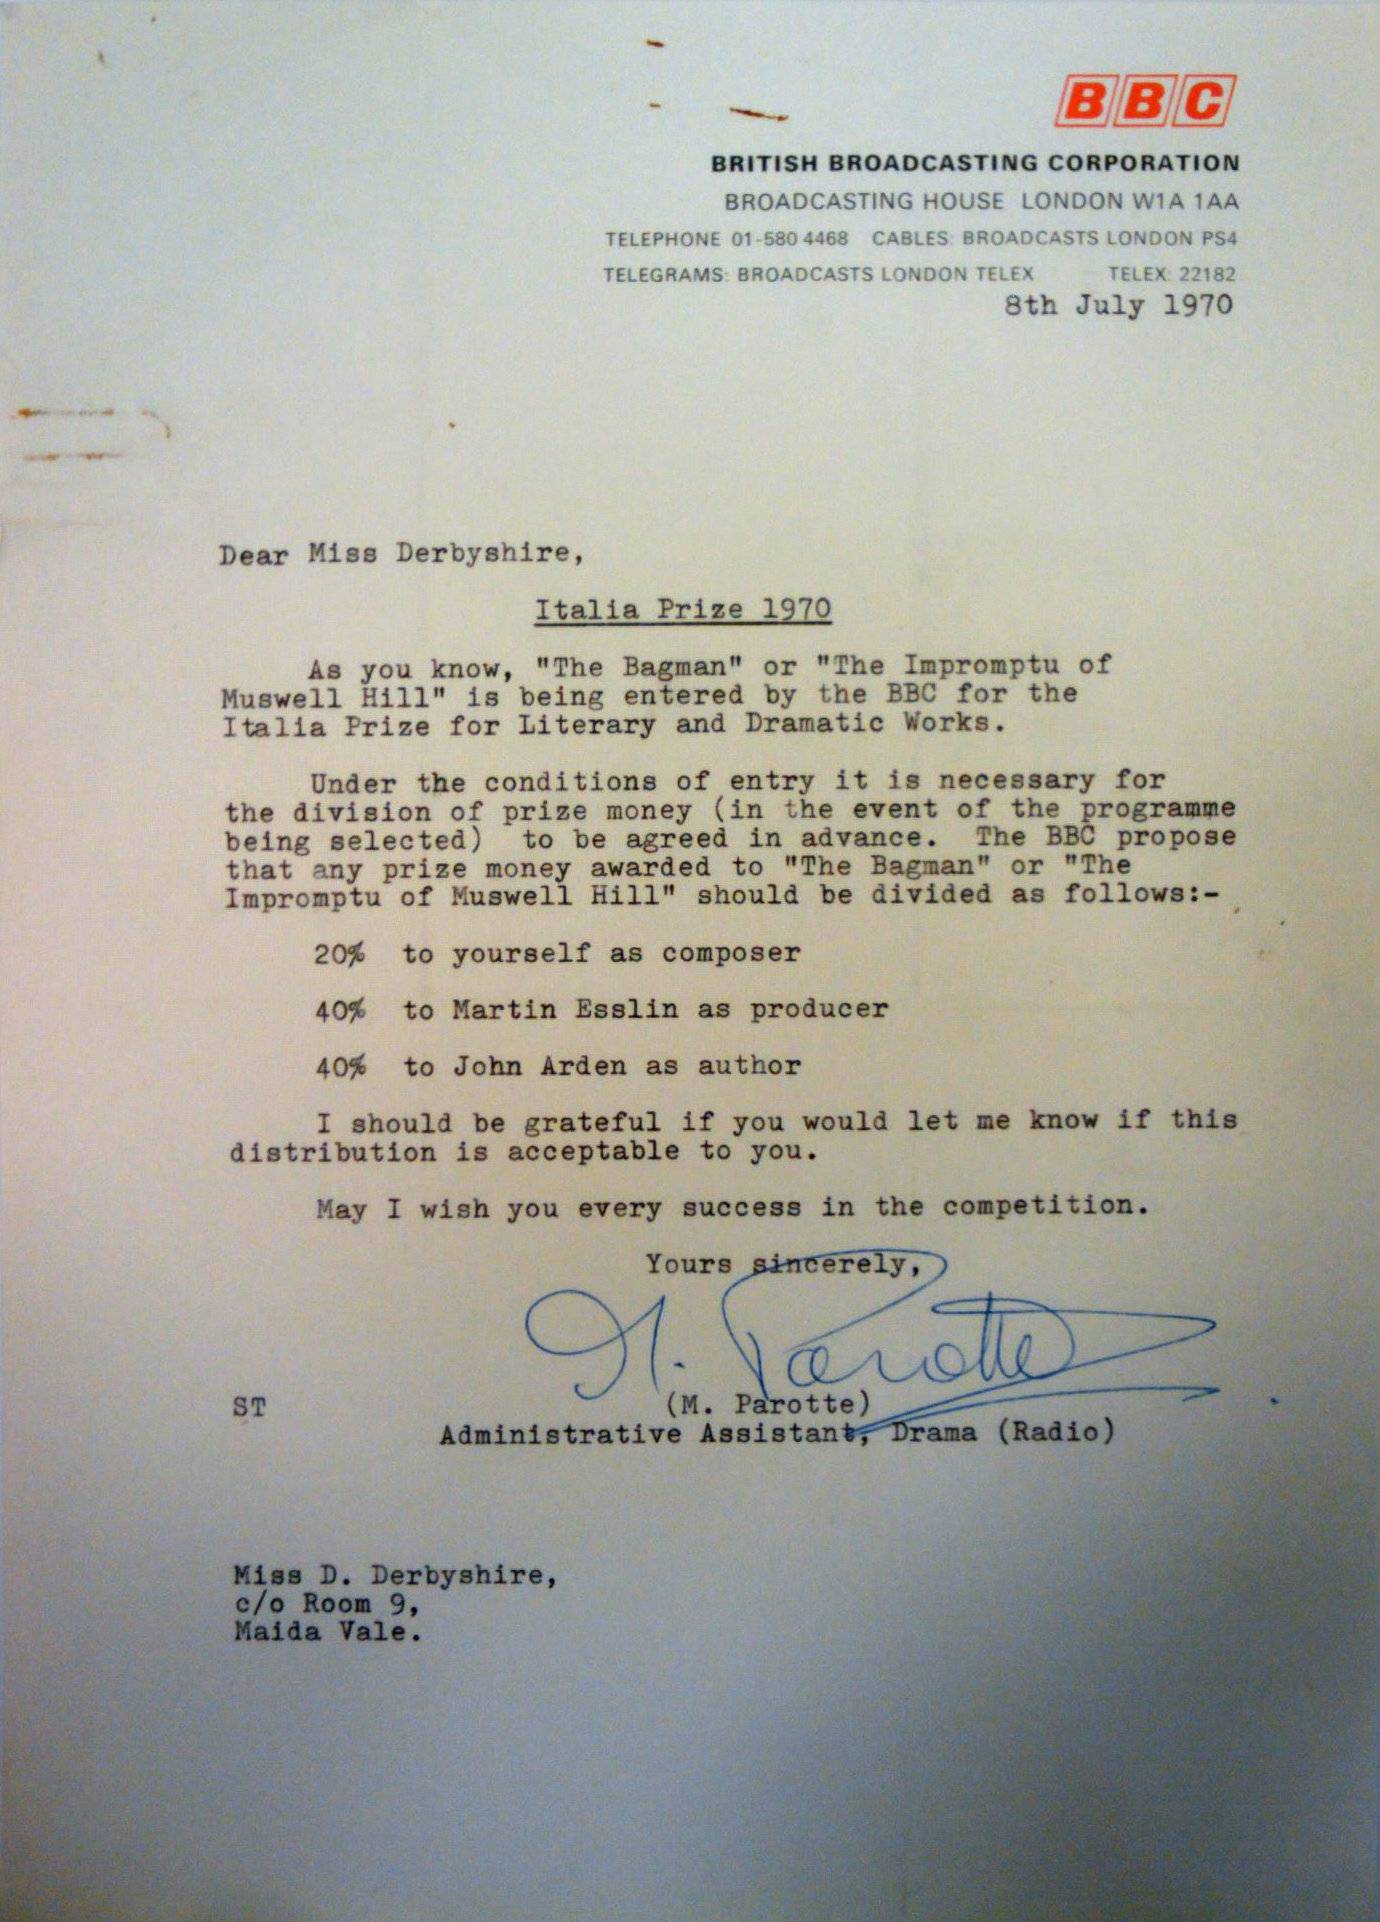 BBC
BRITISH BROADCASTING CORPORATION
BROADCASTING HOUSE LONDON W1A 1AA
TELEPHONE 01-580 4468 CABLES: BROADCASTS LONDON PS4
TELEGRAMS: BROADCASTS LONDON TELEX TELEX: 22182
8th July 1970
Dear Miss Derbyshire,
Italia Prize 1970
As you know, "The Bagman" or "The Impromptu of
Muswell Hill" is being entered by the BBC for the
Italia Prize for Literary and Dramatic Works.
Under the conditions of entry it is necessary for
the division of prize money (in the event of the programme
being selected) to be agreed in advance. The BBC propose
that any prize money awarded to "The Bagman" or "The
Impromptu of Muswell Hill" should be divided as follows:-
20% to yourself as composer
40% to Martin Esslin as producer
40% to John Arden as author
I should be grateful if you would let me know if this
distribution is acceptable to you.
May I wish you every success in the competition.
Yours sincerely,
M. Parotte
ST (M. Parotte)
Administrative Assistant, Drama (Radio)
Miss D. Derbyshire,
c/o Room 9,
Maida Vale.